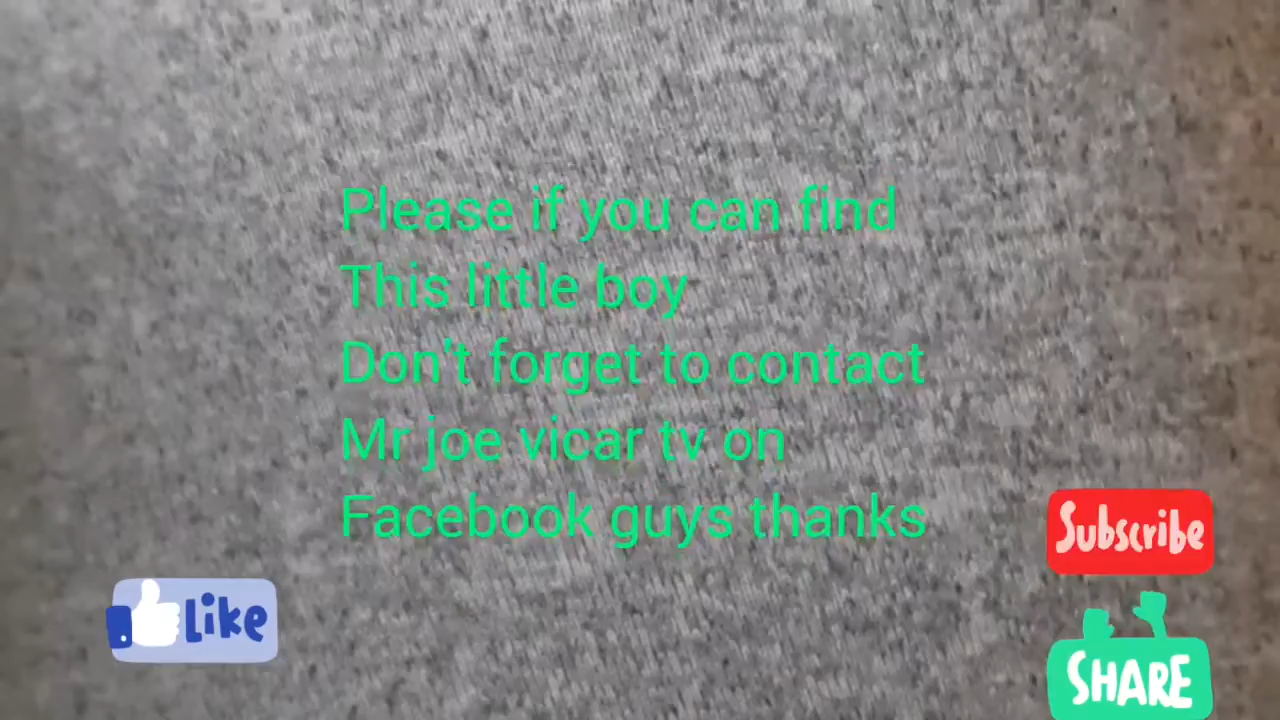 Please if you can find
This little boy
Don't forget to contact
Mr joe vicar tv on
Facebook guys thanks
Subscribe
Like
SHARE